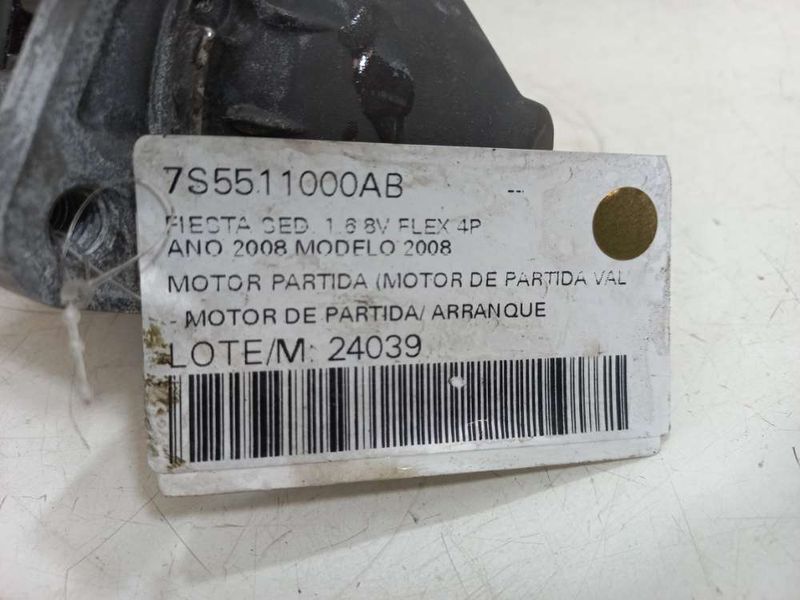 7S5511000AB --
FIESTA SED. 1.6 8V FLEX 4P
ANO 2008 MODELO 2008
MOTOR PARTIDA (MOTOR DE PARTIDA VAL
-- MOTOR DE PARTIDA/ ARRANQUE
LOTE/M: 24039